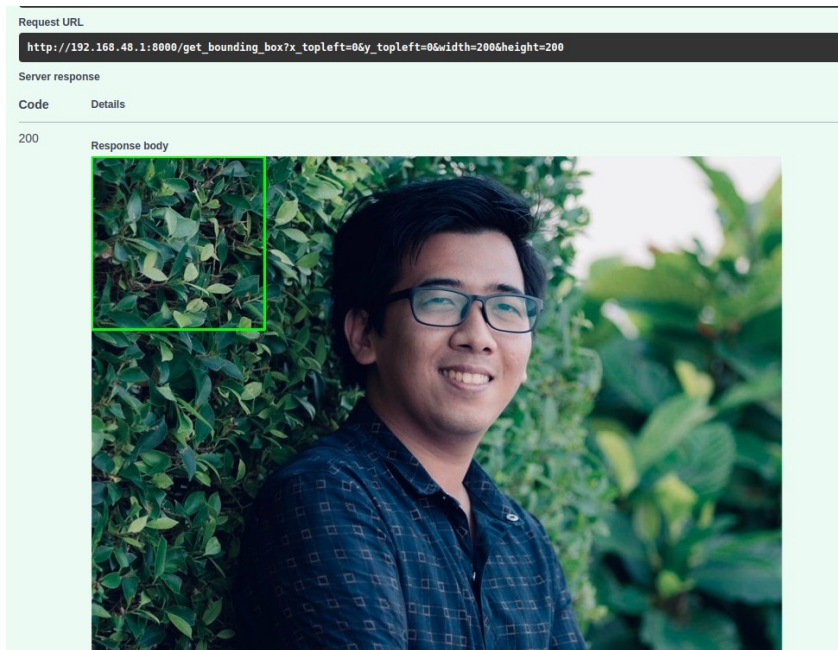 Request URL
http://192.168.48.1:8000/get_bounding_box?x_topleft=0&y_topleft=0&width=200&height=200
Server response
Code Details
200
Response body